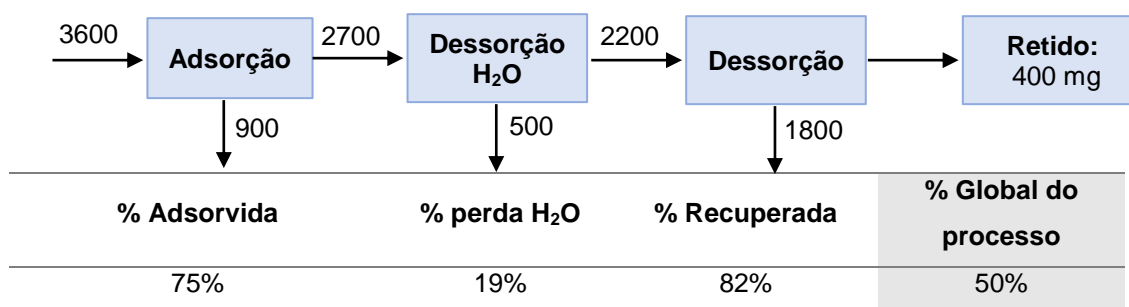 3600
Adsorção
2700
Dessorção
H₂O
2200
Dessorção
Retido:
400 mg
900
500
1800
% Adsorvida
% perda H₂O
% Recuperada
% Global do
processo
75%
19%
82%
50%